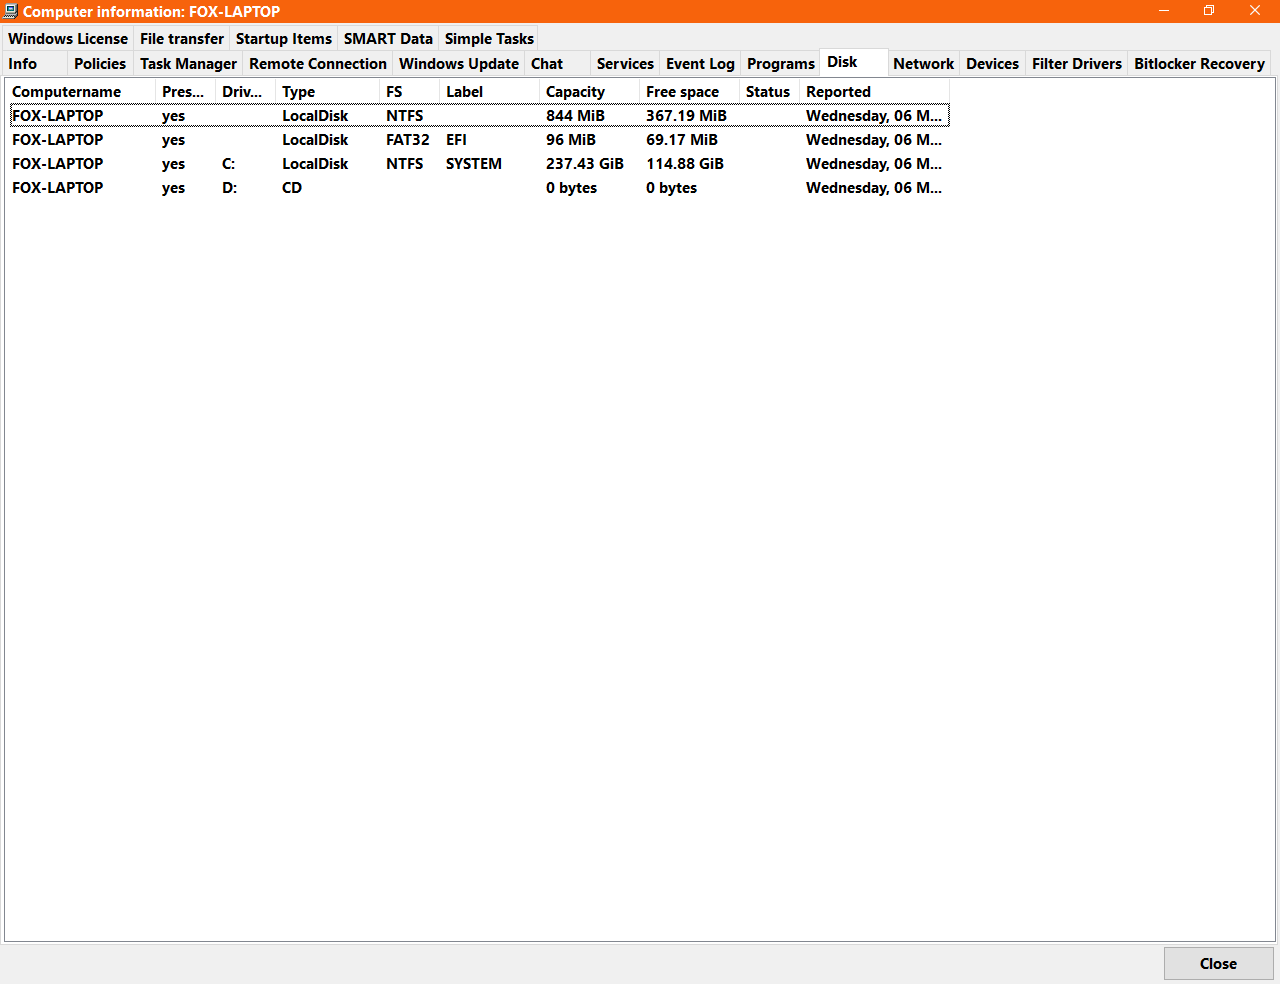 Computer information: FOX-LAPTOP
Windows License File transfer Startup Items SMART Data Simple Tasks
Info Policies Task Manager Remote Connection Windows Update Chat Services Event Log Programs Disk Network Devices Filter Drivers Bitlocker Recovery
Computername Pres... Driv... Type FS Label Capacity Free space Status Reported
FOX-LAPTOP yes LocalDisk NTFS 844 MiB 367.19 MiB Wednesday, 06 M...
FOX-LAPTOP yes LocalDisk FAT32 EFI 96 MiB 69.17 MiB Wednesday, 06 M...
FOX-LAPTOP yes C: LocalDisk NTFS SYSTEM 237.43 GiB 114.88 GiB Wednesday, 06 M...
FOX-LAPTOP yes D: CD 0 bytes 0 bytes Wednesday, 06 M...
Close